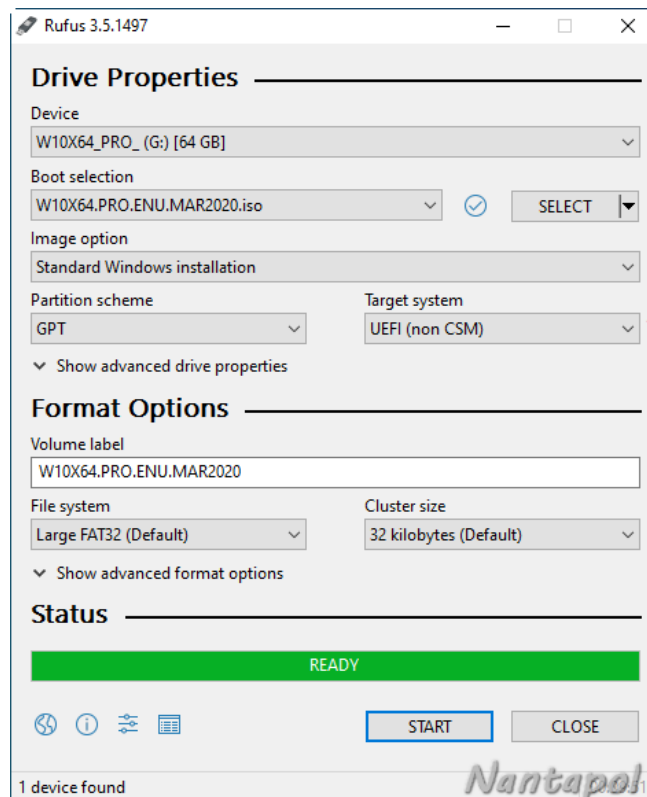 Rufus 3.5.1497
Drive Properties
Device
W10X64_PRO_ (G:) [64 GB]
Boot selection
W10X64.PRO.ENU.MAR2020.iso
SELECT
Image option
Standard Windows installation
Partition scheme
Target system
GPT
UEFI (non CSM)
Show advanced drive properties
Format Options
Volume label
W10X64.PRO.ENU.MAR2020
File system
Cluster size
Large FAT32 (Default)
32 kilobytes (Default)
Show advanced format options
Status
READY
START
CLOSE
1 device found
Nantapol